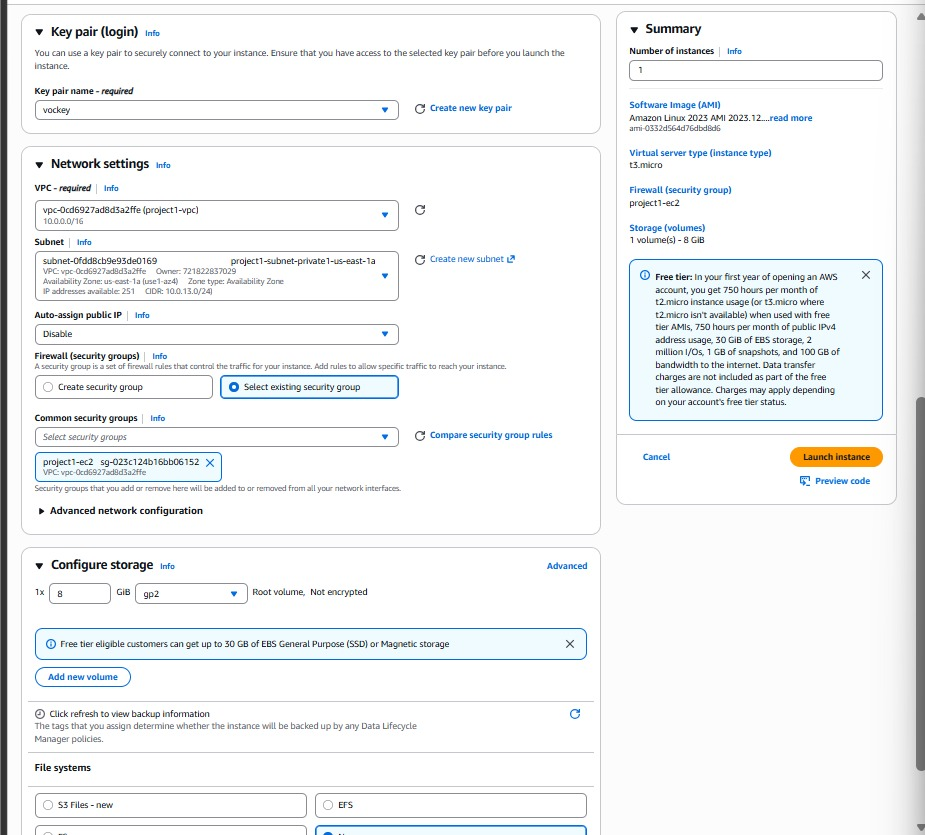 Key pair (login) Info
You can use a key pair to securely connect to your instance. Ensure that you have access to the selected key pair before you launch the
instance.
Key pair name - required
vockey
Create new key pair
Network settings Info
VPC - required | Info
vpc-0cd6927ad8d3a2ffe (project1-vpc)
10.0.0.0/16
Subnet | Info
subnet-0fdd8cb9e93de0169 project1-subnet-private1-us-east-1a
VPC: vpc-0cd6927ad8d3a2ffe Owner: 721822837029
Availability Zone: us-east-1a (use1-az4) Zone type: Availability Zone
IP addresses available: 251 CIDR: 10.0.13.0/24)
Create new subnet
Auto-assign public IP | Info
Disable
Firewall (security groups) | Info
A security group is a set of firewall rules that control the traffic for your instance. Add rules to allow specific traffic to reach your instance.
Create security group
Select existing security group
Common security groups | Info
Select security groups
Compare security group rules
project1-ec2 sg-023c124b16bb06152
VPC: vpc-0cd6927ad8d3a2ffe
Security groups that you add or remove here will be added to or removed from all your network interfaces.
Advanced network configuration
Configure storage Info
Advanced
1x 8 GiB gp2 Root volume, Not encrypted
Free tier eligible customers can get up to 30 GB of EBS General Purpose (SSD) or Magnetic storage
Add new volume
Click refresh to view backup information
The tags that you assign determine whether the instance will be backed up by any Data Lifecycle
Manager policies.
File systems
S3 Files - new
EFS
Summary
Number of instances | Info
1
Software Image (AMI)
Amazon Linux 2023 AMI 2023.12....read more
ami-0332d564d76dbd8d6
Virtual server type (instance type)
t3.micro
Firewall (security group)
project1-ec2
Storage (volumes)
1 volume(s) - 8 GiB
Free tier: In your first year of opening an AWS
account, you get 750 hours per month of
t2.micro instance usage (or t3.micro where
t2.micro isn't available) when used with free
tier AMIs, 750 hours per month of public IPv4
address usage, 30 GiB of EBS storage, 2
million I/Os, 1 GB of snapshots, and 100 GB of
bandwidth to the internet. Data transfer
charges are not included as part of the free
tier allowance. Charges may apply depending
on your account's free tier status.
Cancel
Launch instance
Preview code